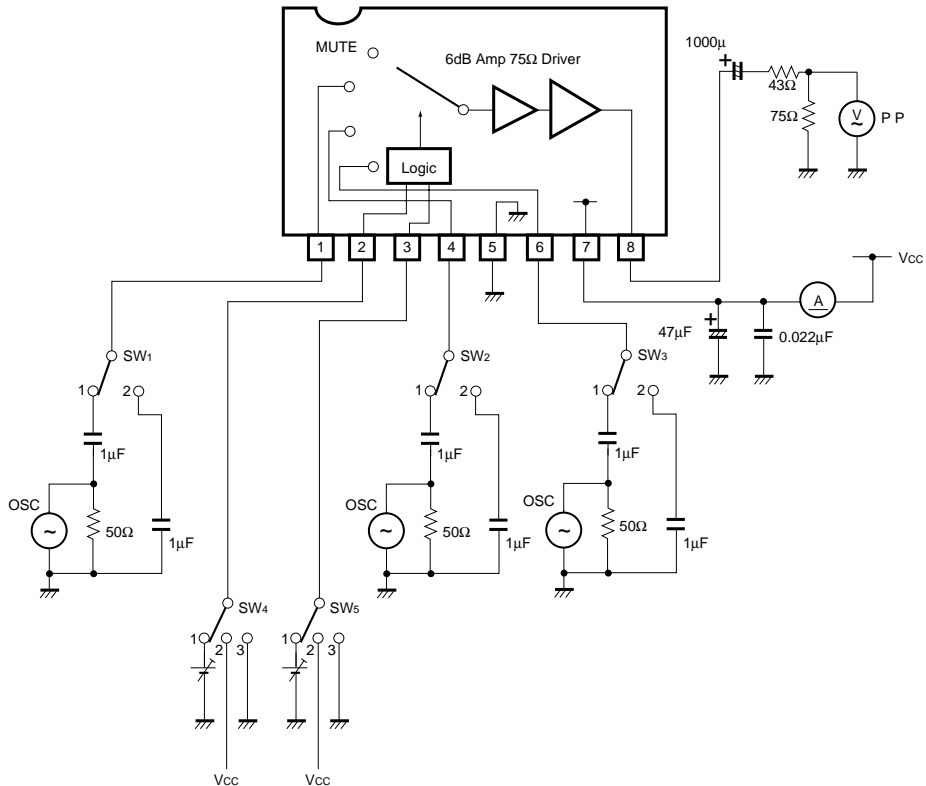 MUTE
6dB Amp 75Ω Driver
Logic
1 2 3 4 5 6 7 8
1000µ
+
43Ω
75Ω
V
P P
VCC
A
+
47µF
0.022µF
SW1
1 2
1µF
OSC
50Ω
1µF
SW2
1 2
1µF
OSC
50Ω
1µF
SW3
1 2
1µF
OSC
50Ω
1µF
SW4
1 2 3
VCC
SW5
1 2 3
VCC